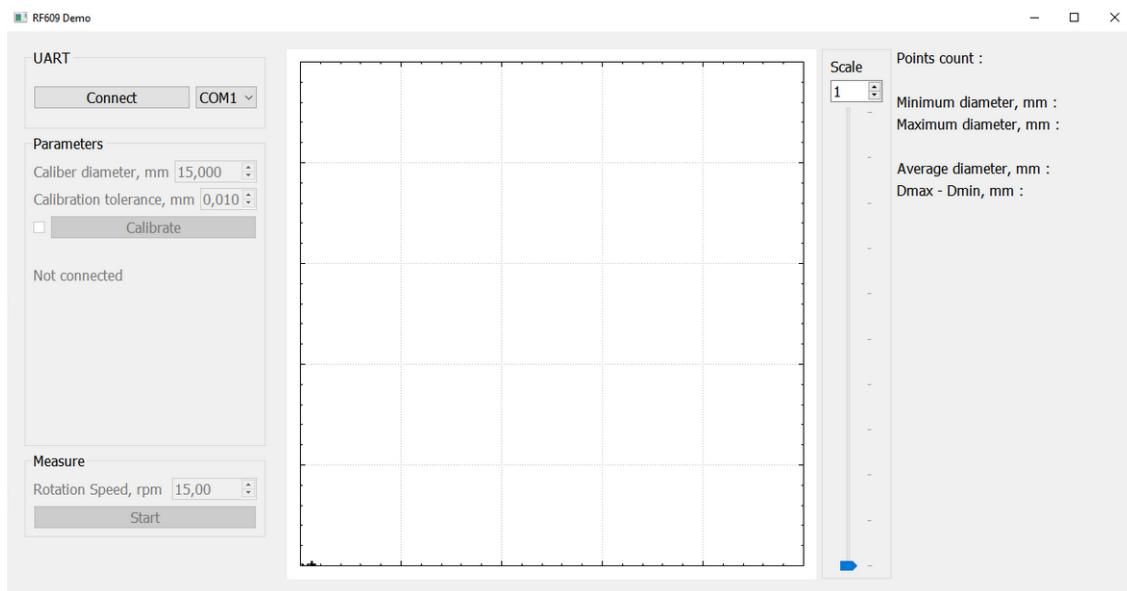 RF609 Demo
UART
Connect COM1
Parameters
Caliber diameter, mm 15,000
Calibration tolerance, mm 0,010
Calibrate
Not connected
Measure
Rotation Speed, rpm 15,00
Start
Scale
1
Points count :
Minimum diameter, mm :
Maximum diameter, mm :
Average diameter, mm :
Dmax - Dmin, mm :